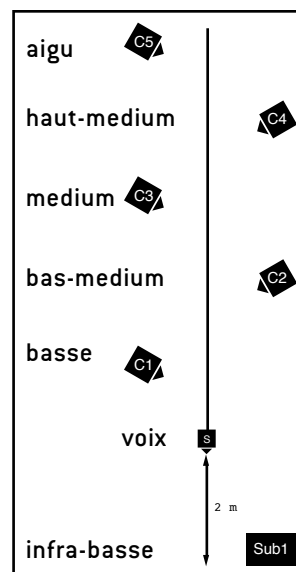 aigu C5
haut-medium C4
medium C3
bas-medium C2
basse C1
voix S
2 m
infra-basse Sub1